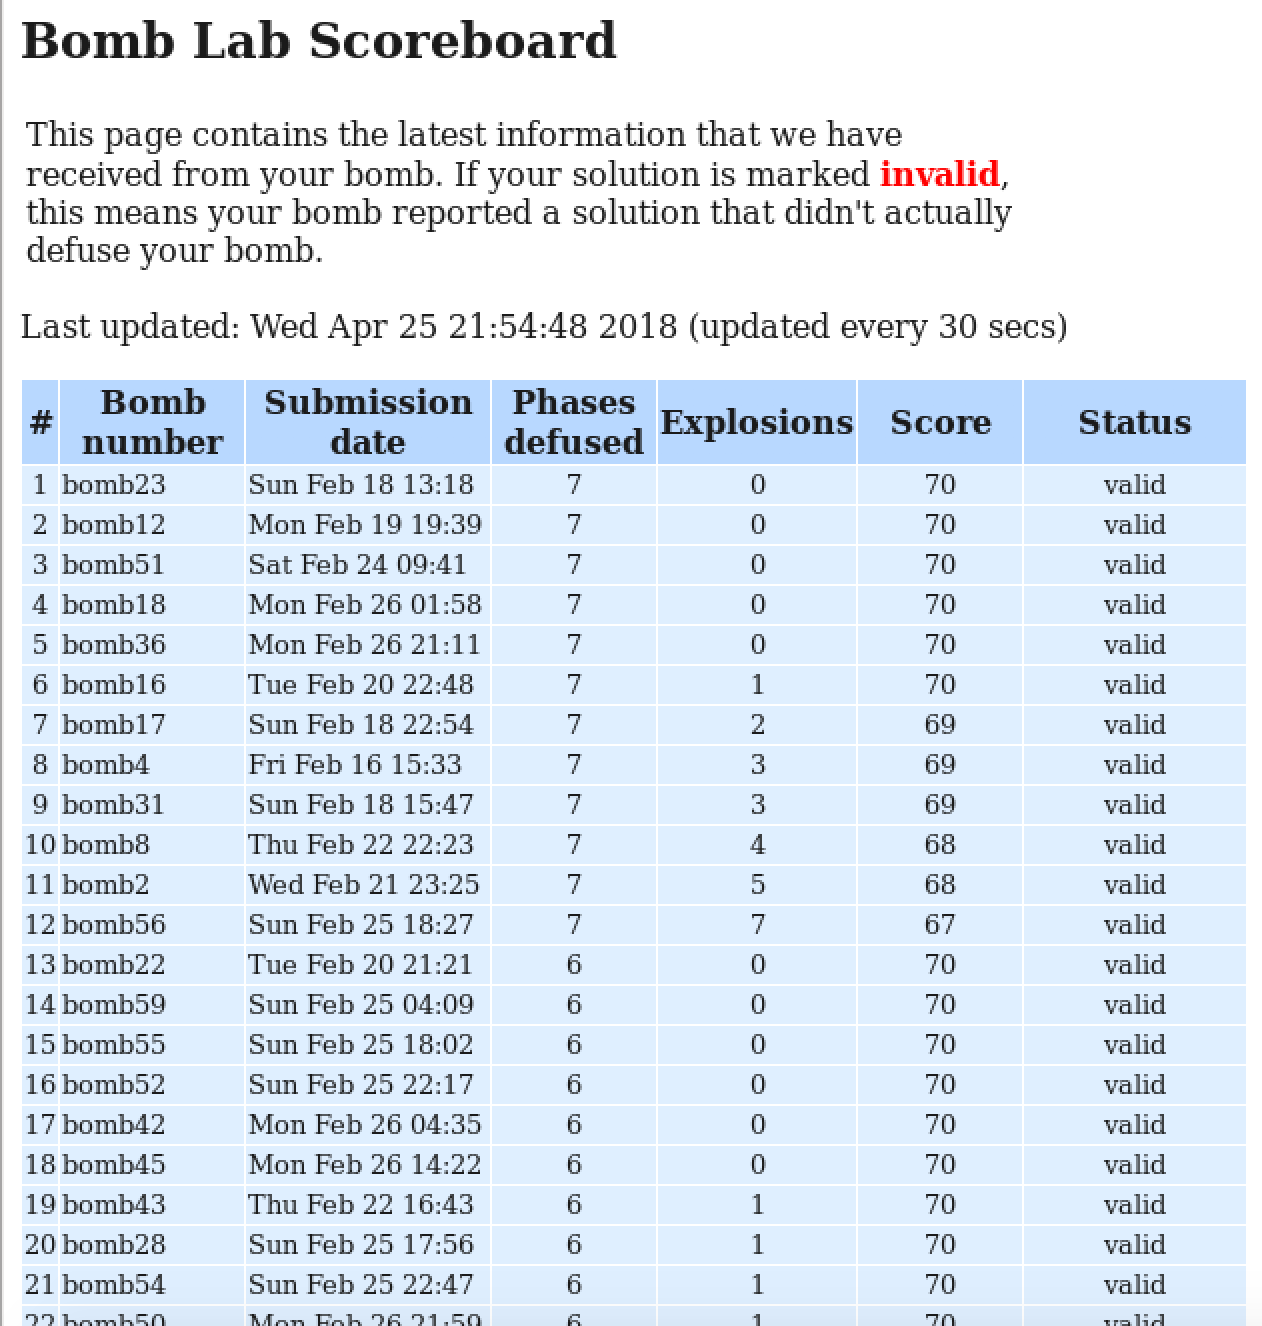 Bomb Lab Scoreboard
This page contains the latest information that we have
received from your bomb. If your solution is marked invalid,
this means your bomb reported a solution that didn't actually
defuse your bomb.
Last updated: Wed Apr 25 21:54:48 2018 (updated every 30 secs)
# Bomb number Submission date Phases defused Explosions Score Status
1 bomb23 Sun Feb 18 13:18 7 0 70 valid
2 bomb12 Mon Feb 19 19:39 7 0 70 valid
3 bomb51 Sat Feb 24 09:41 7 0 70 valid
4 bomb18 Mon Feb 26 01:58 7 0 70 valid
5 bomb36 Mon Feb 26 21:11 7 0 70 valid
6 bomb16 Tue Feb 20 22:48 7 1 70 valid
7 bomb17 Sun Feb 18 22:54 7 2 69 valid
8 bomb4 Fri Feb 16 15:33 7 3 69 valid
9 bomb31 Sun Feb 18 15:47 7 3 69 valid
10 bomb8 Thu Feb 22 22:23 7 4 68 valid
11 bomb2 Wed Feb 21 23:25 7 5 68 valid
12 bomb56 Sun Feb 25 18:27 7 7 67 valid
13 bomb22 Tue Feb 20 21:21 6 0 70 valid
14 bomb59 Sun Feb 25 04:09 6 0 70 valid
15 bomb55 Sun Feb 25 18:02 6 0 70 valid
16 bomb52 Sun Feb 25 22:17 6 0 70 valid
17 bomb42 Mon Feb 26 04:35 6 0 70 valid
18 bomb45 Mon Feb 26 14:22 6 0 70 valid
19 bomb43 Thu Feb 22 16:43 6 1 70 valid
20 bomb28 Sun Feb 25 17:56 6 1 70 valid
21 bomb54 Sun Feb 25 22:47 6 1 70 valid
22 bomb50 Mon Feb 26 21:59 6 1 70 valid